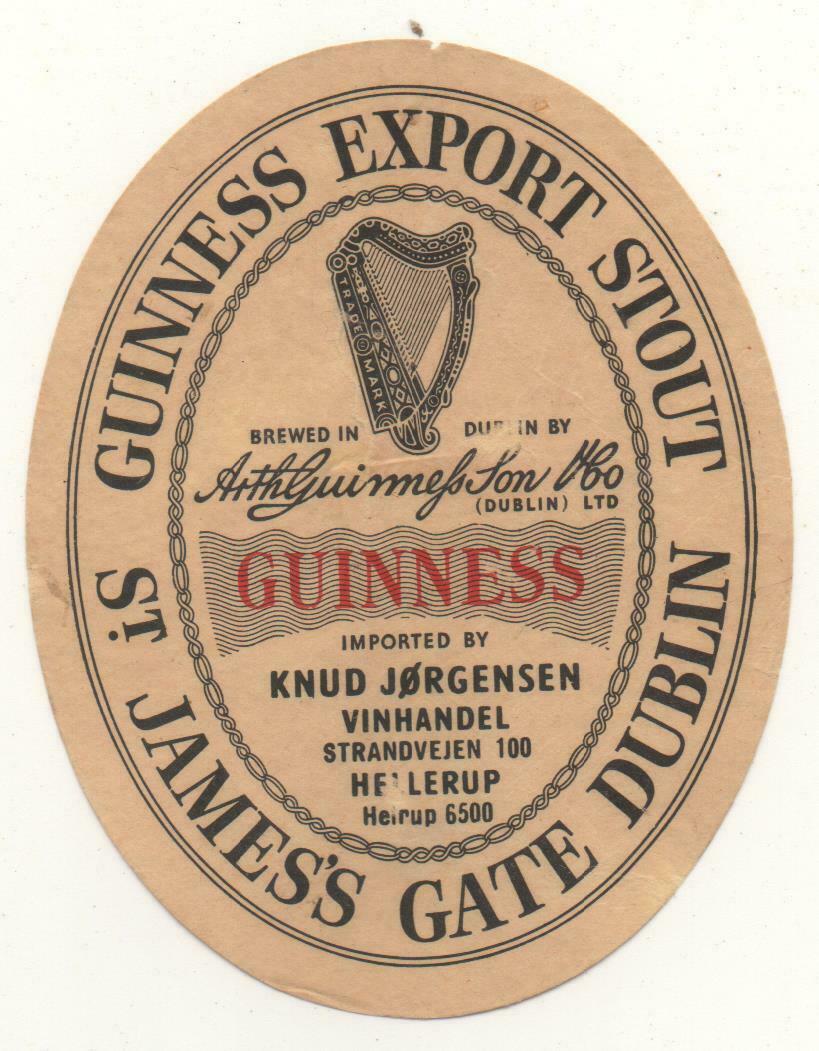 GUINNESS EXPORT STOUT
TRADE MARK
BREWED IN DUBLIN BY
Arth Guinness Son & Co
(DUBLIN) LTD
GUINNESS
IMPORTED BY
KNUD JØRGENSEN
VINHANDEL
STRANDVEJEN 100
HELLERUP
Helrup 6500
ST. JAMES'S GATE DUBLIN